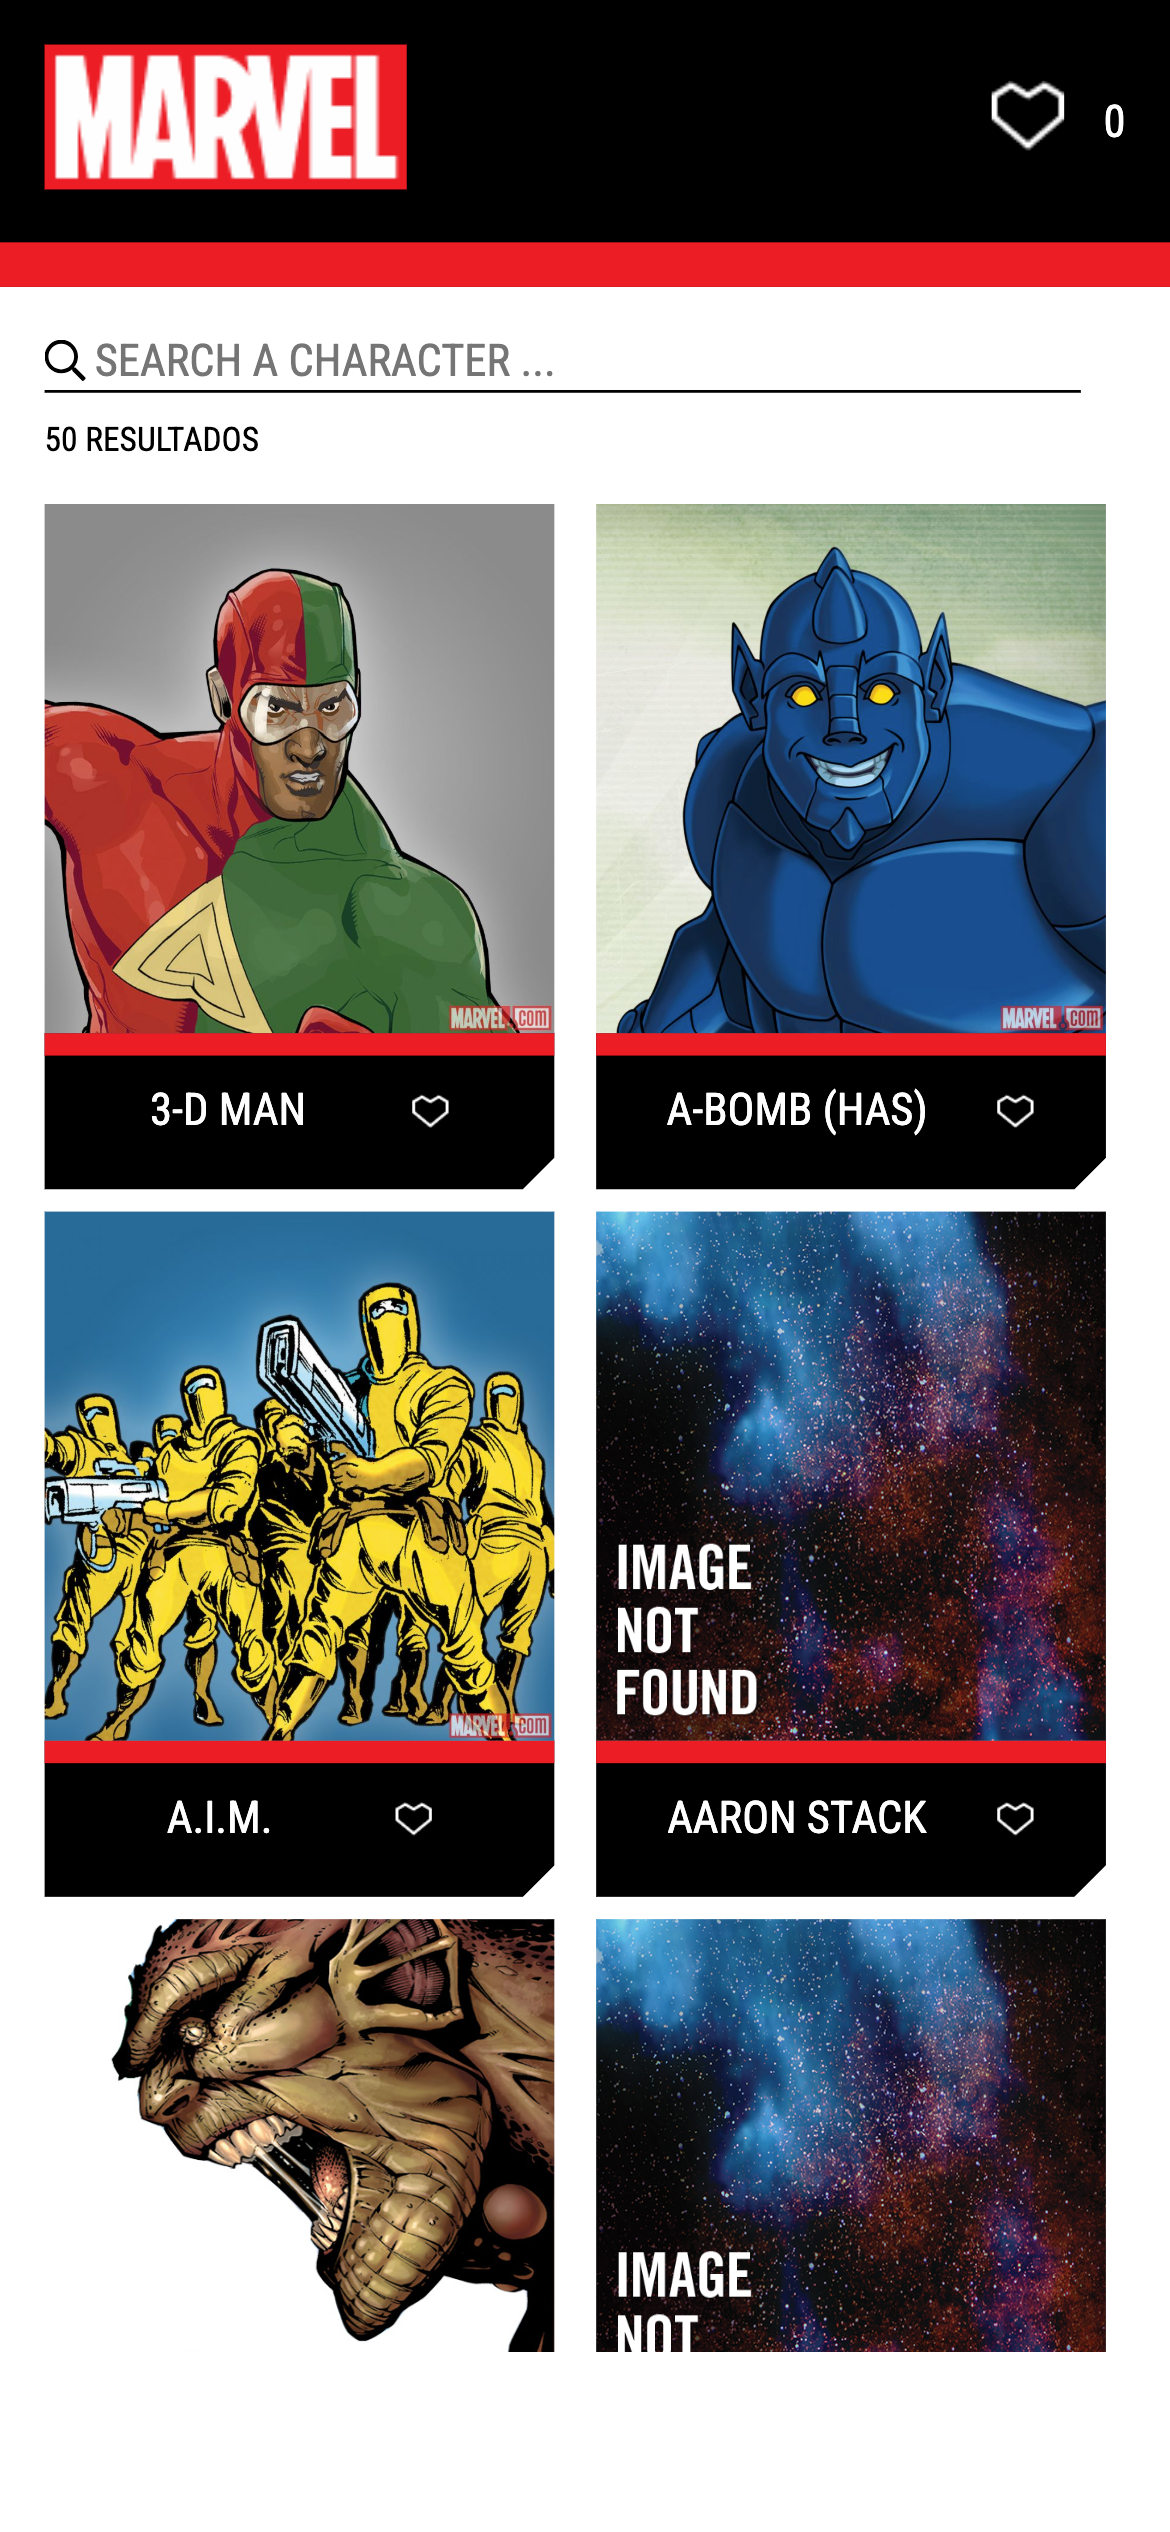 MARVEL
0
SEARCH A CHARACTER ...
50 RESULTADOS
MARVEL.com
MARVEL.com
3-D MAN
A-BOMB (HAS)
MARVEL.com
IMAGE
NOT
FOUND
A.I.M.
AARON STACK
IMAGE
NOT